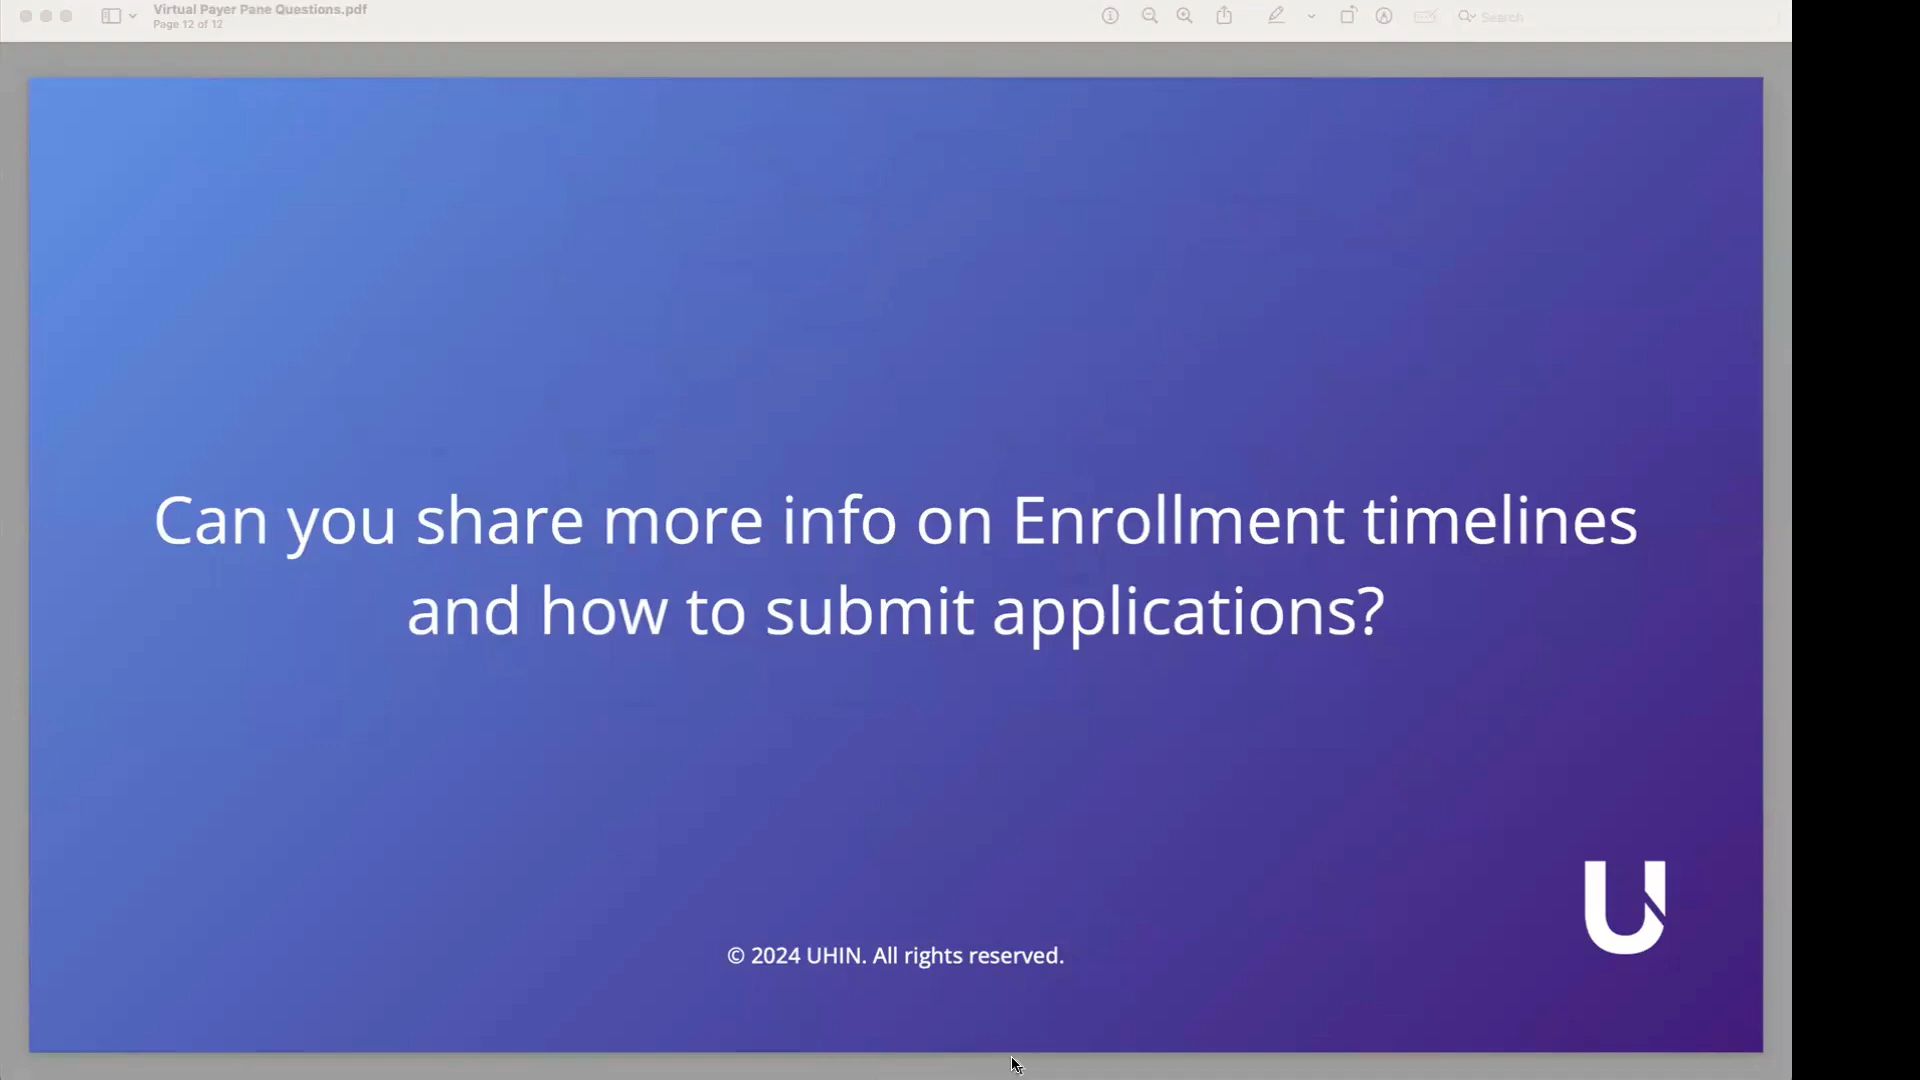 Virtual Payer Pane Questions.pdf
Page 12 of 12
Search
Can you share more info on Enrollment timelines
and how to submit applications?
U
© 2024 UHIN. All rights reserved.